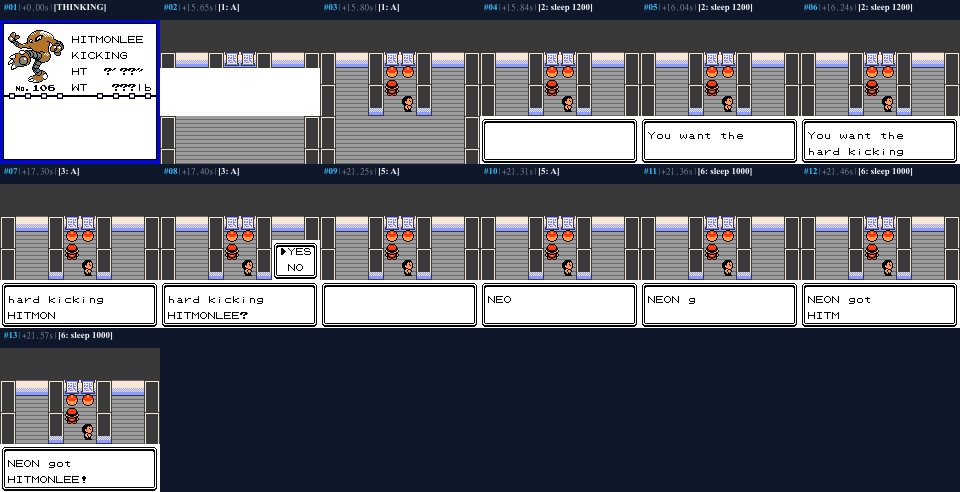 #01|+0.00s|[THINKING]
HITMONLEE
KICKING
HT ?'??"
No.106 WT ???lb
#02|+15.65s|[1: A]
#03|+15.80s|[1: A]
#04|+15.84s|[2: sleep 1200]
#05|+16.04s|[2: sleep 1200]
You want the
#06|+16.24s|[2: sleep 1200]
You want the
hard kicking
#07|+17.30s|[3: A]
hard kicking
HITMON
#08|+17.40s|[3: A]
▶YES
NO
hard kicking
HITMONLEE?
#09|+21.25s|[5: A]
#10|+21.31s|[5: A]
NEO
#11|+21.36s|[6: sleep 1000]
NEON g
#12|+21.46s|[6: sleep 1000]
NEON got
HITM
#13|+21.57s|[6: sleep 1000]
NEON got
HITMONLEE!